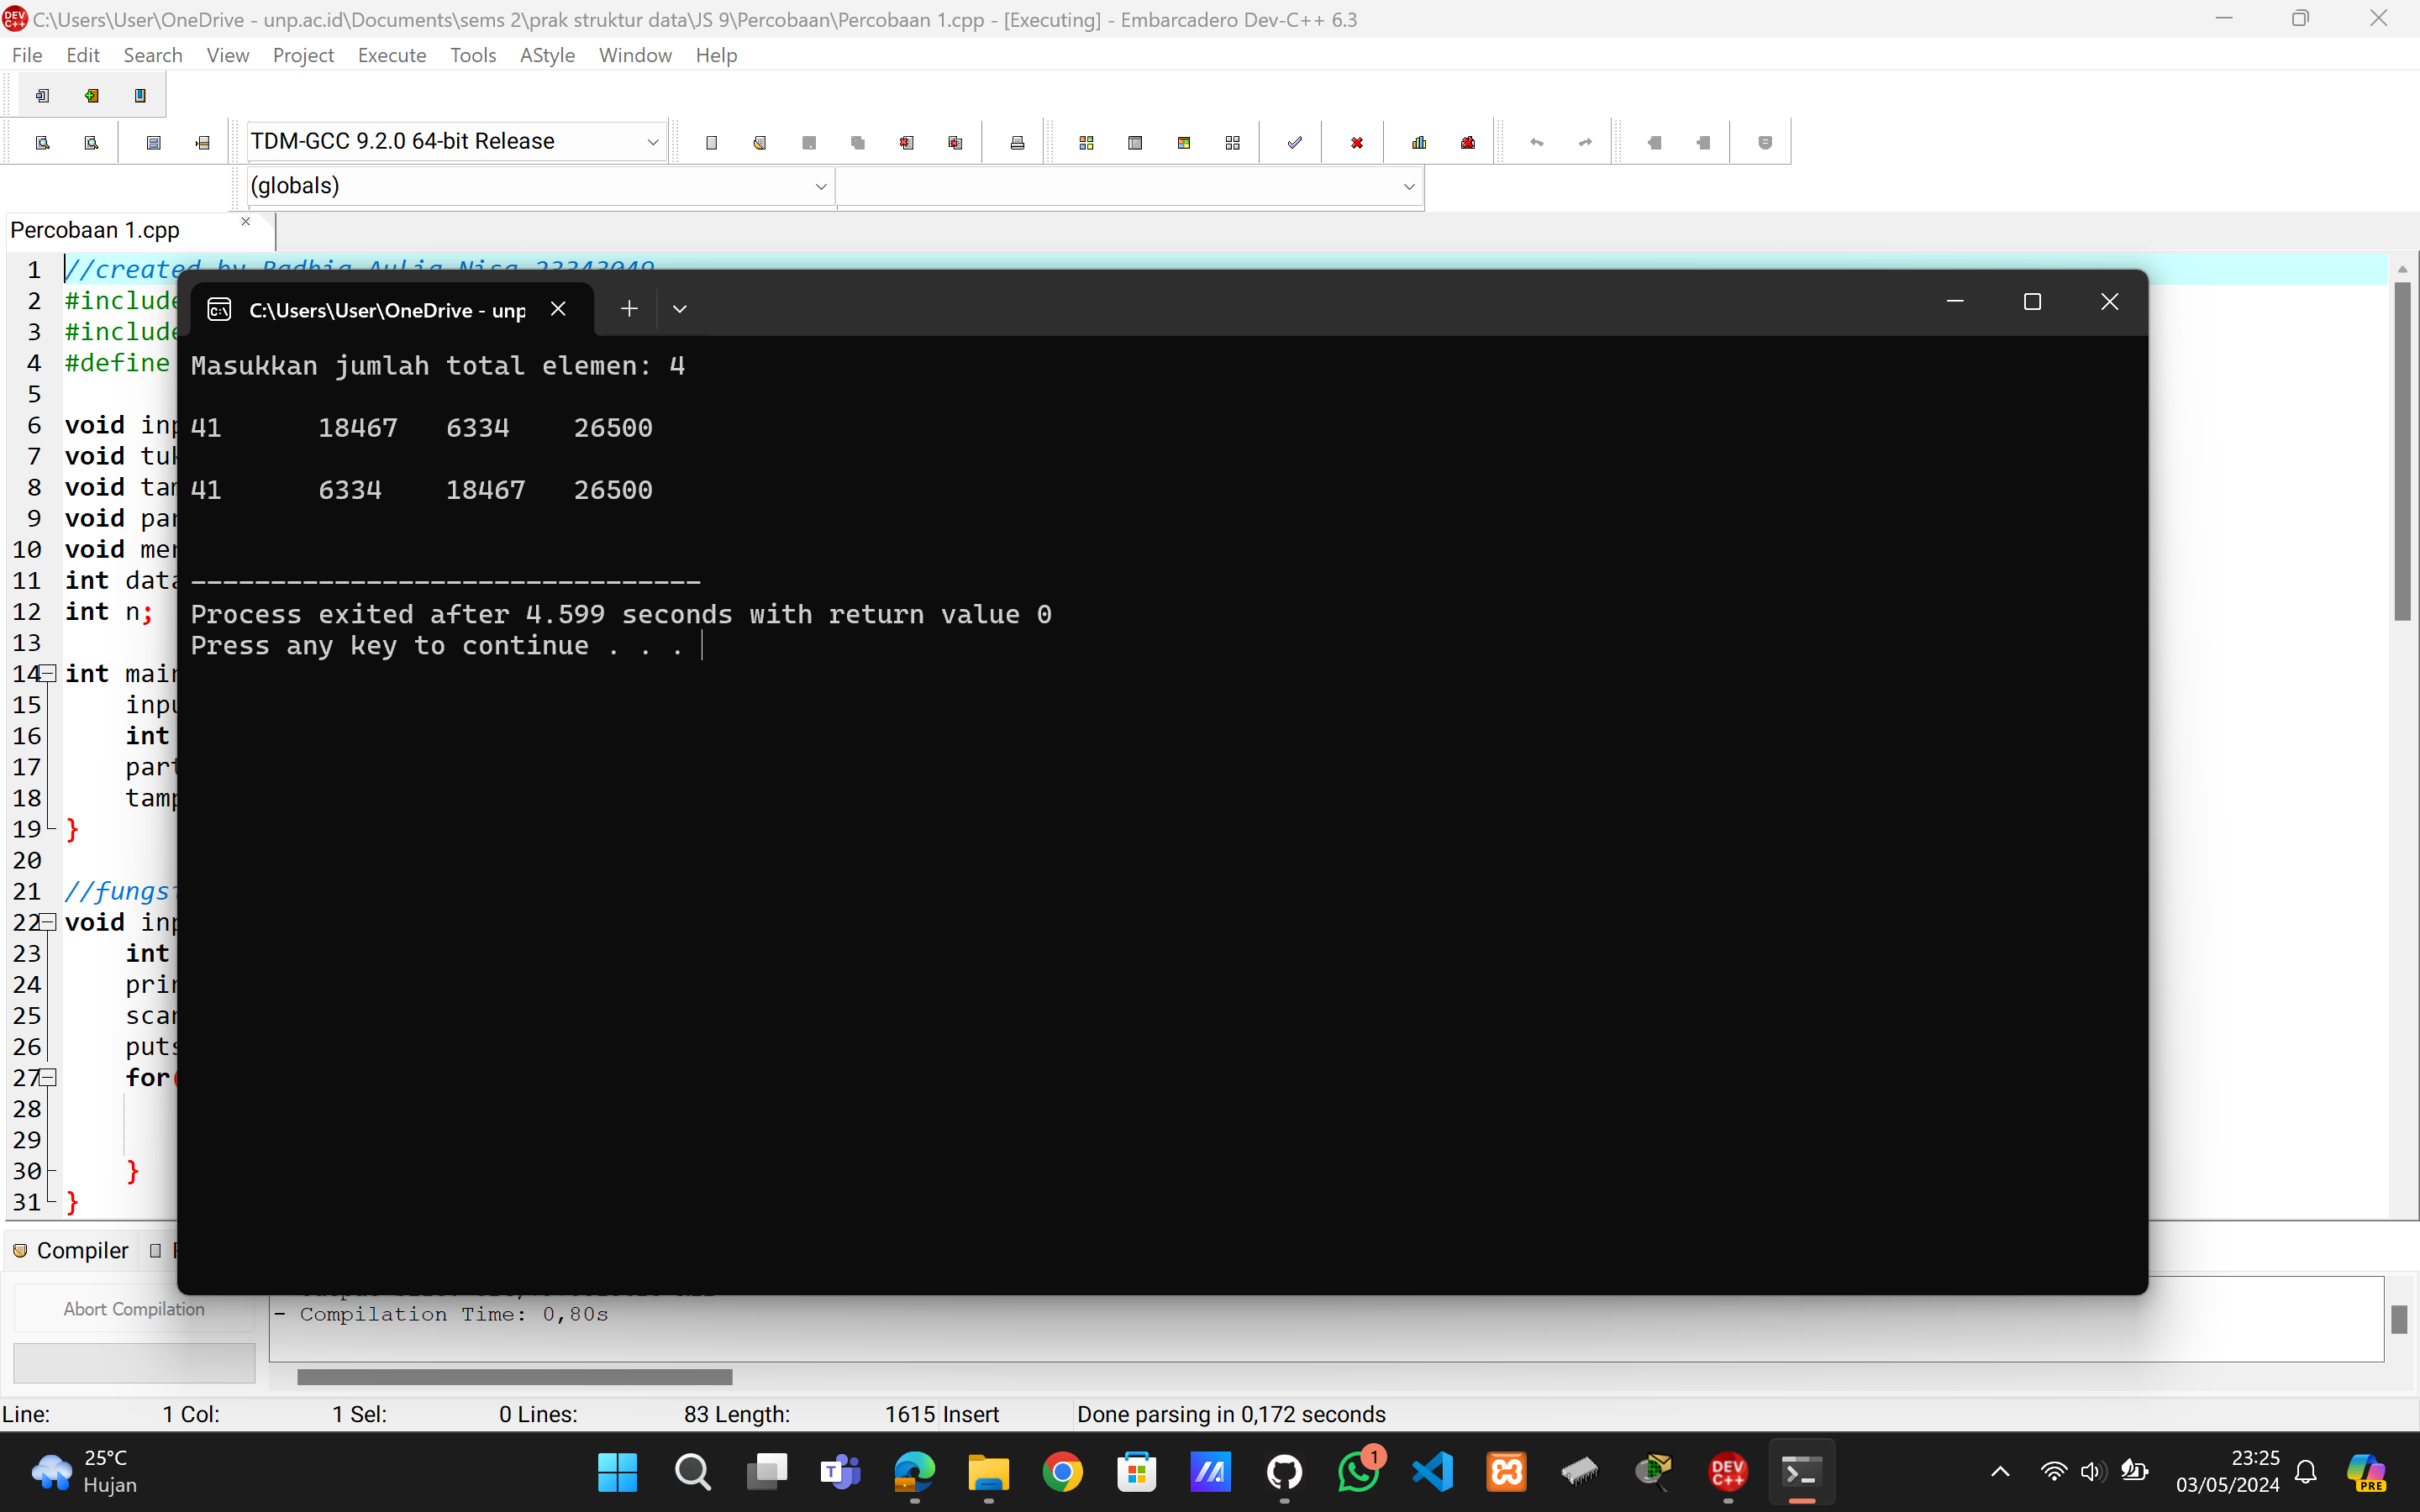 C:\Users\User\OneDrive - unp.ac.id\Documents\sems 2\prak struktur data\JS 9\Percobaan\Percobaan 1.cpp - [Executing] - Embarcadero Dev-C++ 6.3
File Edit Search View Project Execute Tools AStyle Window Help
TDM-GCC 9.2.0 64-bit Release
(globals)
Percobaan 1.cpp
1 //created by Radhia Aulia Nisa 23343049
2 #include
3 #include
4 #define
5
6 void inp
7 void tuk
8 void tam
9 void par
10 void mer
11 int data
12 int n;
13
14 int main
15 inpu
16 int
17 part
18 tamp
19 }
20
21 //fungsi
22 void inp
23 int
24 prin
25 scan
26 puts
27 for(
28
29
30 }
31 }
C:\Users\User\OneDrive - unp
Masukkan jumlah total elemen: 4
41 18467 6334 26500
41 6334 18467 26500
--------------------------------
Process exited after 4.599 seconds with return value 0
Press any key to continue . . .
Compiler
Abort Compilation
- Compilation Time: 0,80s
Line: 1 Col: 1 Sel: 0 Lines: 83 Length: 1615 Insert Done parsing in 0,172 seconds
25°C
Hujan
1
DEV C++
PRE
23:25
03/05/2024